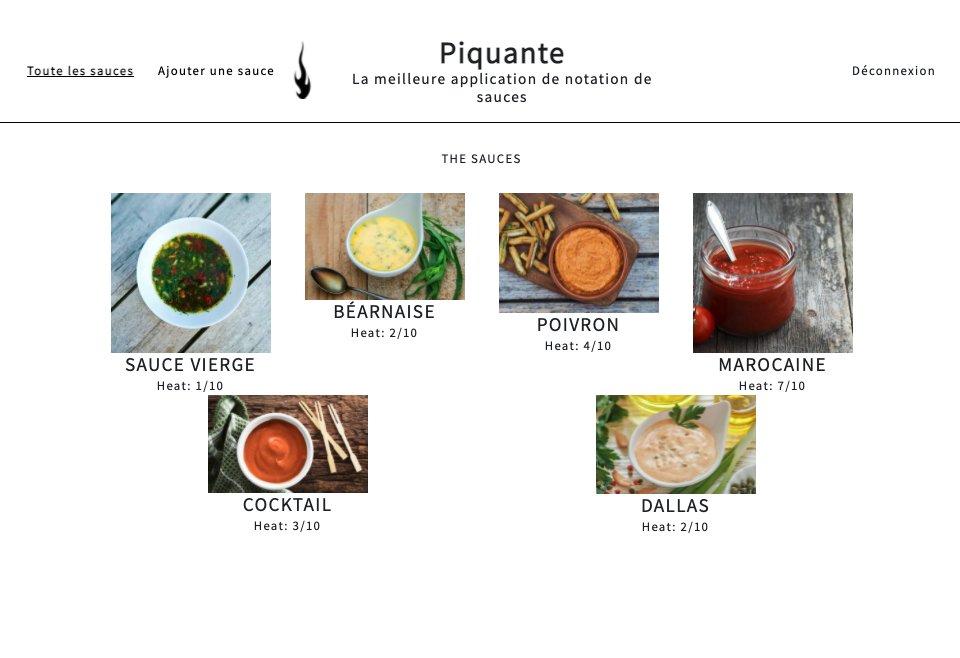 Toute les sauces
Ajouter une sauce
Piquante
La meilleure application de notation de
sauces
Déconnexion
THE SAUCES
SAUCE VIERGE
Heat: 1/10
BÉARNAISE
Heat: 2/10
POIVRON
Heat: 4/10
MAROCAINE
Heat: 7/10
COCKTAIL
Heat: 3/10
DALLAS
Heat: 2/10